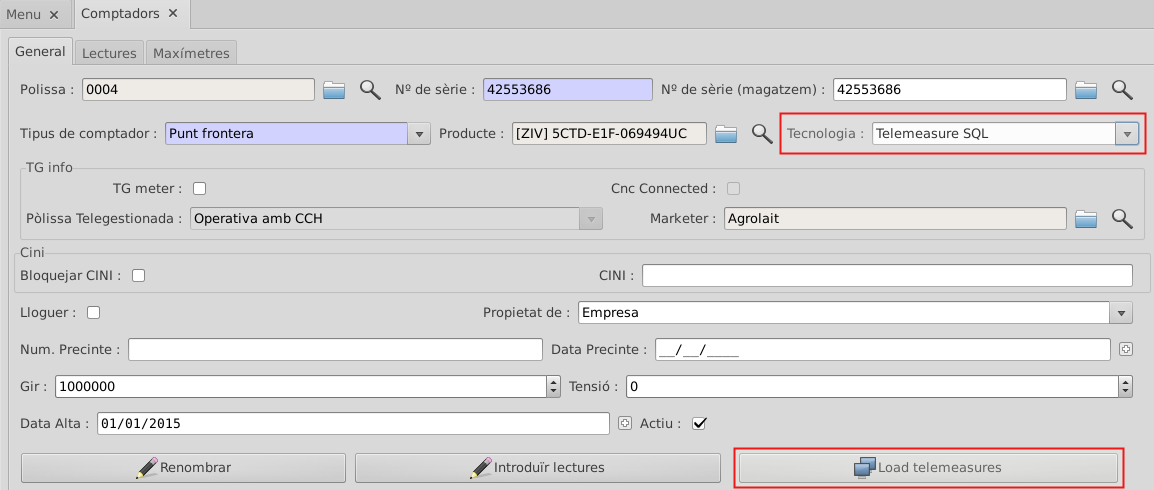 Menu × Comptadors ×
General Lectures Maxímetres
Polissa : 0004 Nº de sèrie : 42553686 Nº de sèrie (magatzem) : 42553686
Tipus de comptador : Punt frontera Producte : [ZIV] 5CTD-E1F-069494UC Tecnologia : Telemeasure SQL
TG info
TG meter : Cnc Connected :
Pòlissa Telegestionada : Operativa amb CCH Marketer : Agrolait
Cini
Bloquejar CINI : CINI :
Lloguer : Propietat de : Empresa
Num. Precinte : Data Precinte : __/__/____
Gir : 1000000 Tensió : 0
Data Alta : 01/01/2015 Actiu :
Renombrar Introduïr lectures Load telemeasures